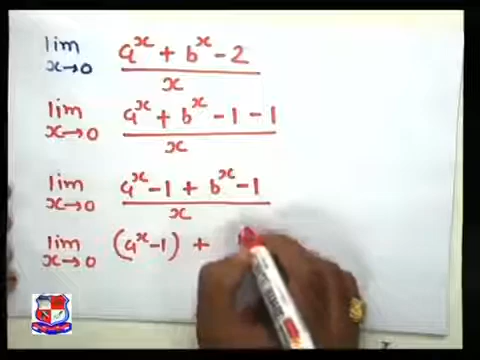 lim x→0 (a^x + b^x - 2) / x
lim x→0 (a^x + b^x - 1 - 1) / x
lim x→0 (a^x - 1 + b^x - 1) / x
lim x→0 (a^x - 1) +